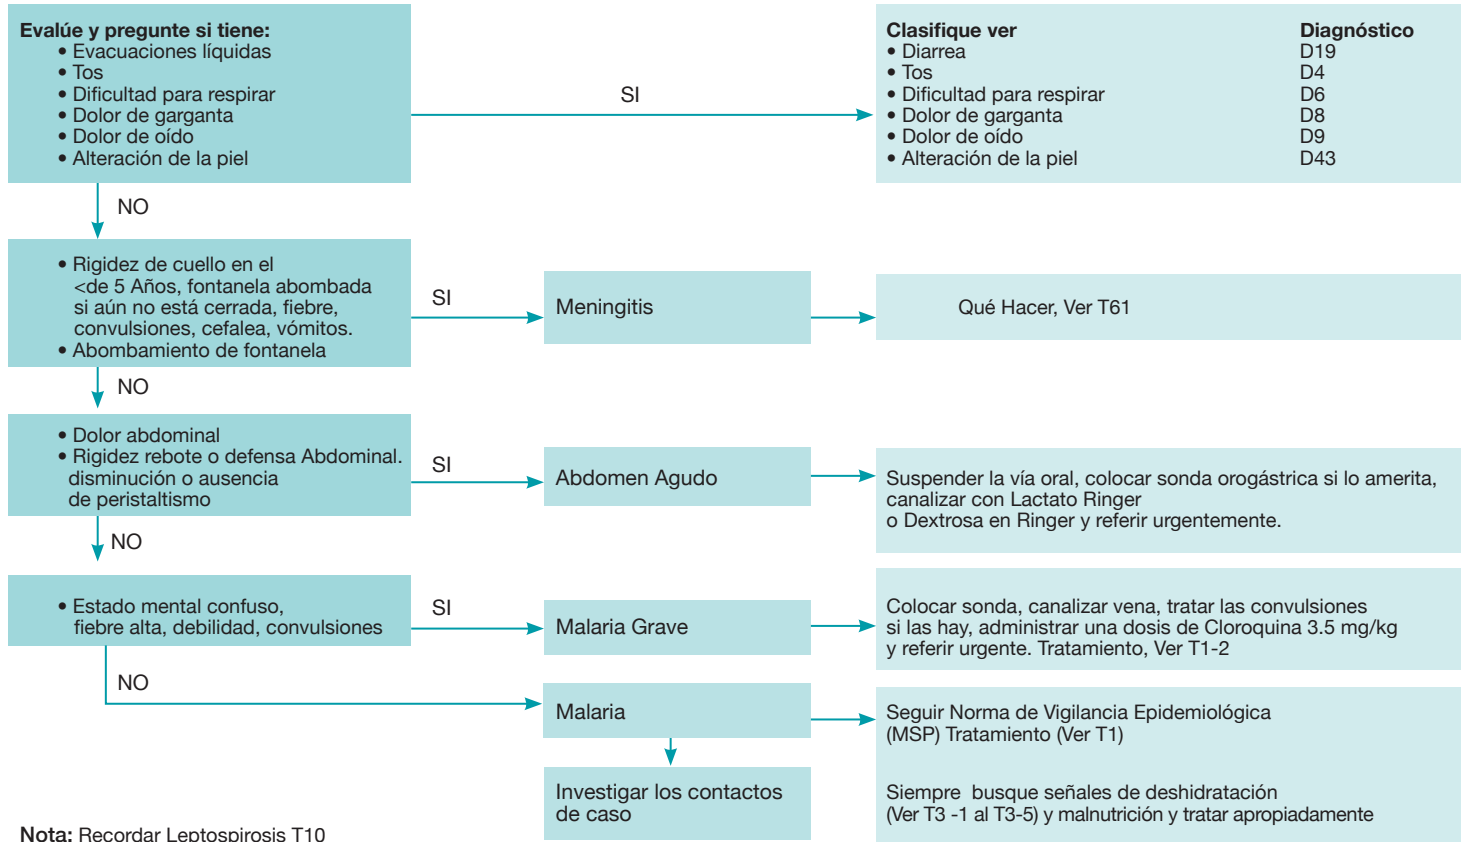 Evalúe y pregunte si tiene:
• Evacuaciones líquidas
• Tos
• Dificultad para respirar
• Dolor de garganta
• Dolor de oído
• Alteración de la piel
SI
Clasifique ver Diagnóstico
• Diarrea D19
• Tos D4
• Dificultad para respirar D6
• Dolor de garganta D8
• Dolor de oído D9
• Alteración de la piel D43
NO
• Rigidez de cuello en el
<de 5 Años, fontanela abombada
si aún no está cerrada, fiebre,
convulsiones, cefalea, vómitos.
• Abombamiento de fontanela
SI
Meningitis
Qué Hacer, Ver T61
NO
• Dolor abdominal
• Rigidez rebote o defensa Abdominal.
disminución o ausencia
de peristaltismo
SI
Abdomen Agudo
Suspender la vía oral, colocar sonda orogástrica si lo amerita,
canalizar con Lactato Ringer
o Dextrosa en Ringer y referir urgentemente.
NO
• Estado mental confuso,
fiebre alta, debilidad, convulsiones
SI
Malaria Grave
Colocar sonda, canalizar vena, tratar las convulsiones
si las hay, administrar una dosis de Cloroquina 3.5 mg/kg
y referir urgente. Tratamiento, Ver T1-2
NO
Malaria
Seguir Norma de Vigilancia Epidemiológica
(MSP) Tratamiento (Ver T1)
Investigar los contactos
de caso
Siempre busque señales de deshidratación
(Ver T3 -1 al T3-5) y malnutrición y tratar apropiadamente
Nota: Recordar Leptospirosis T10